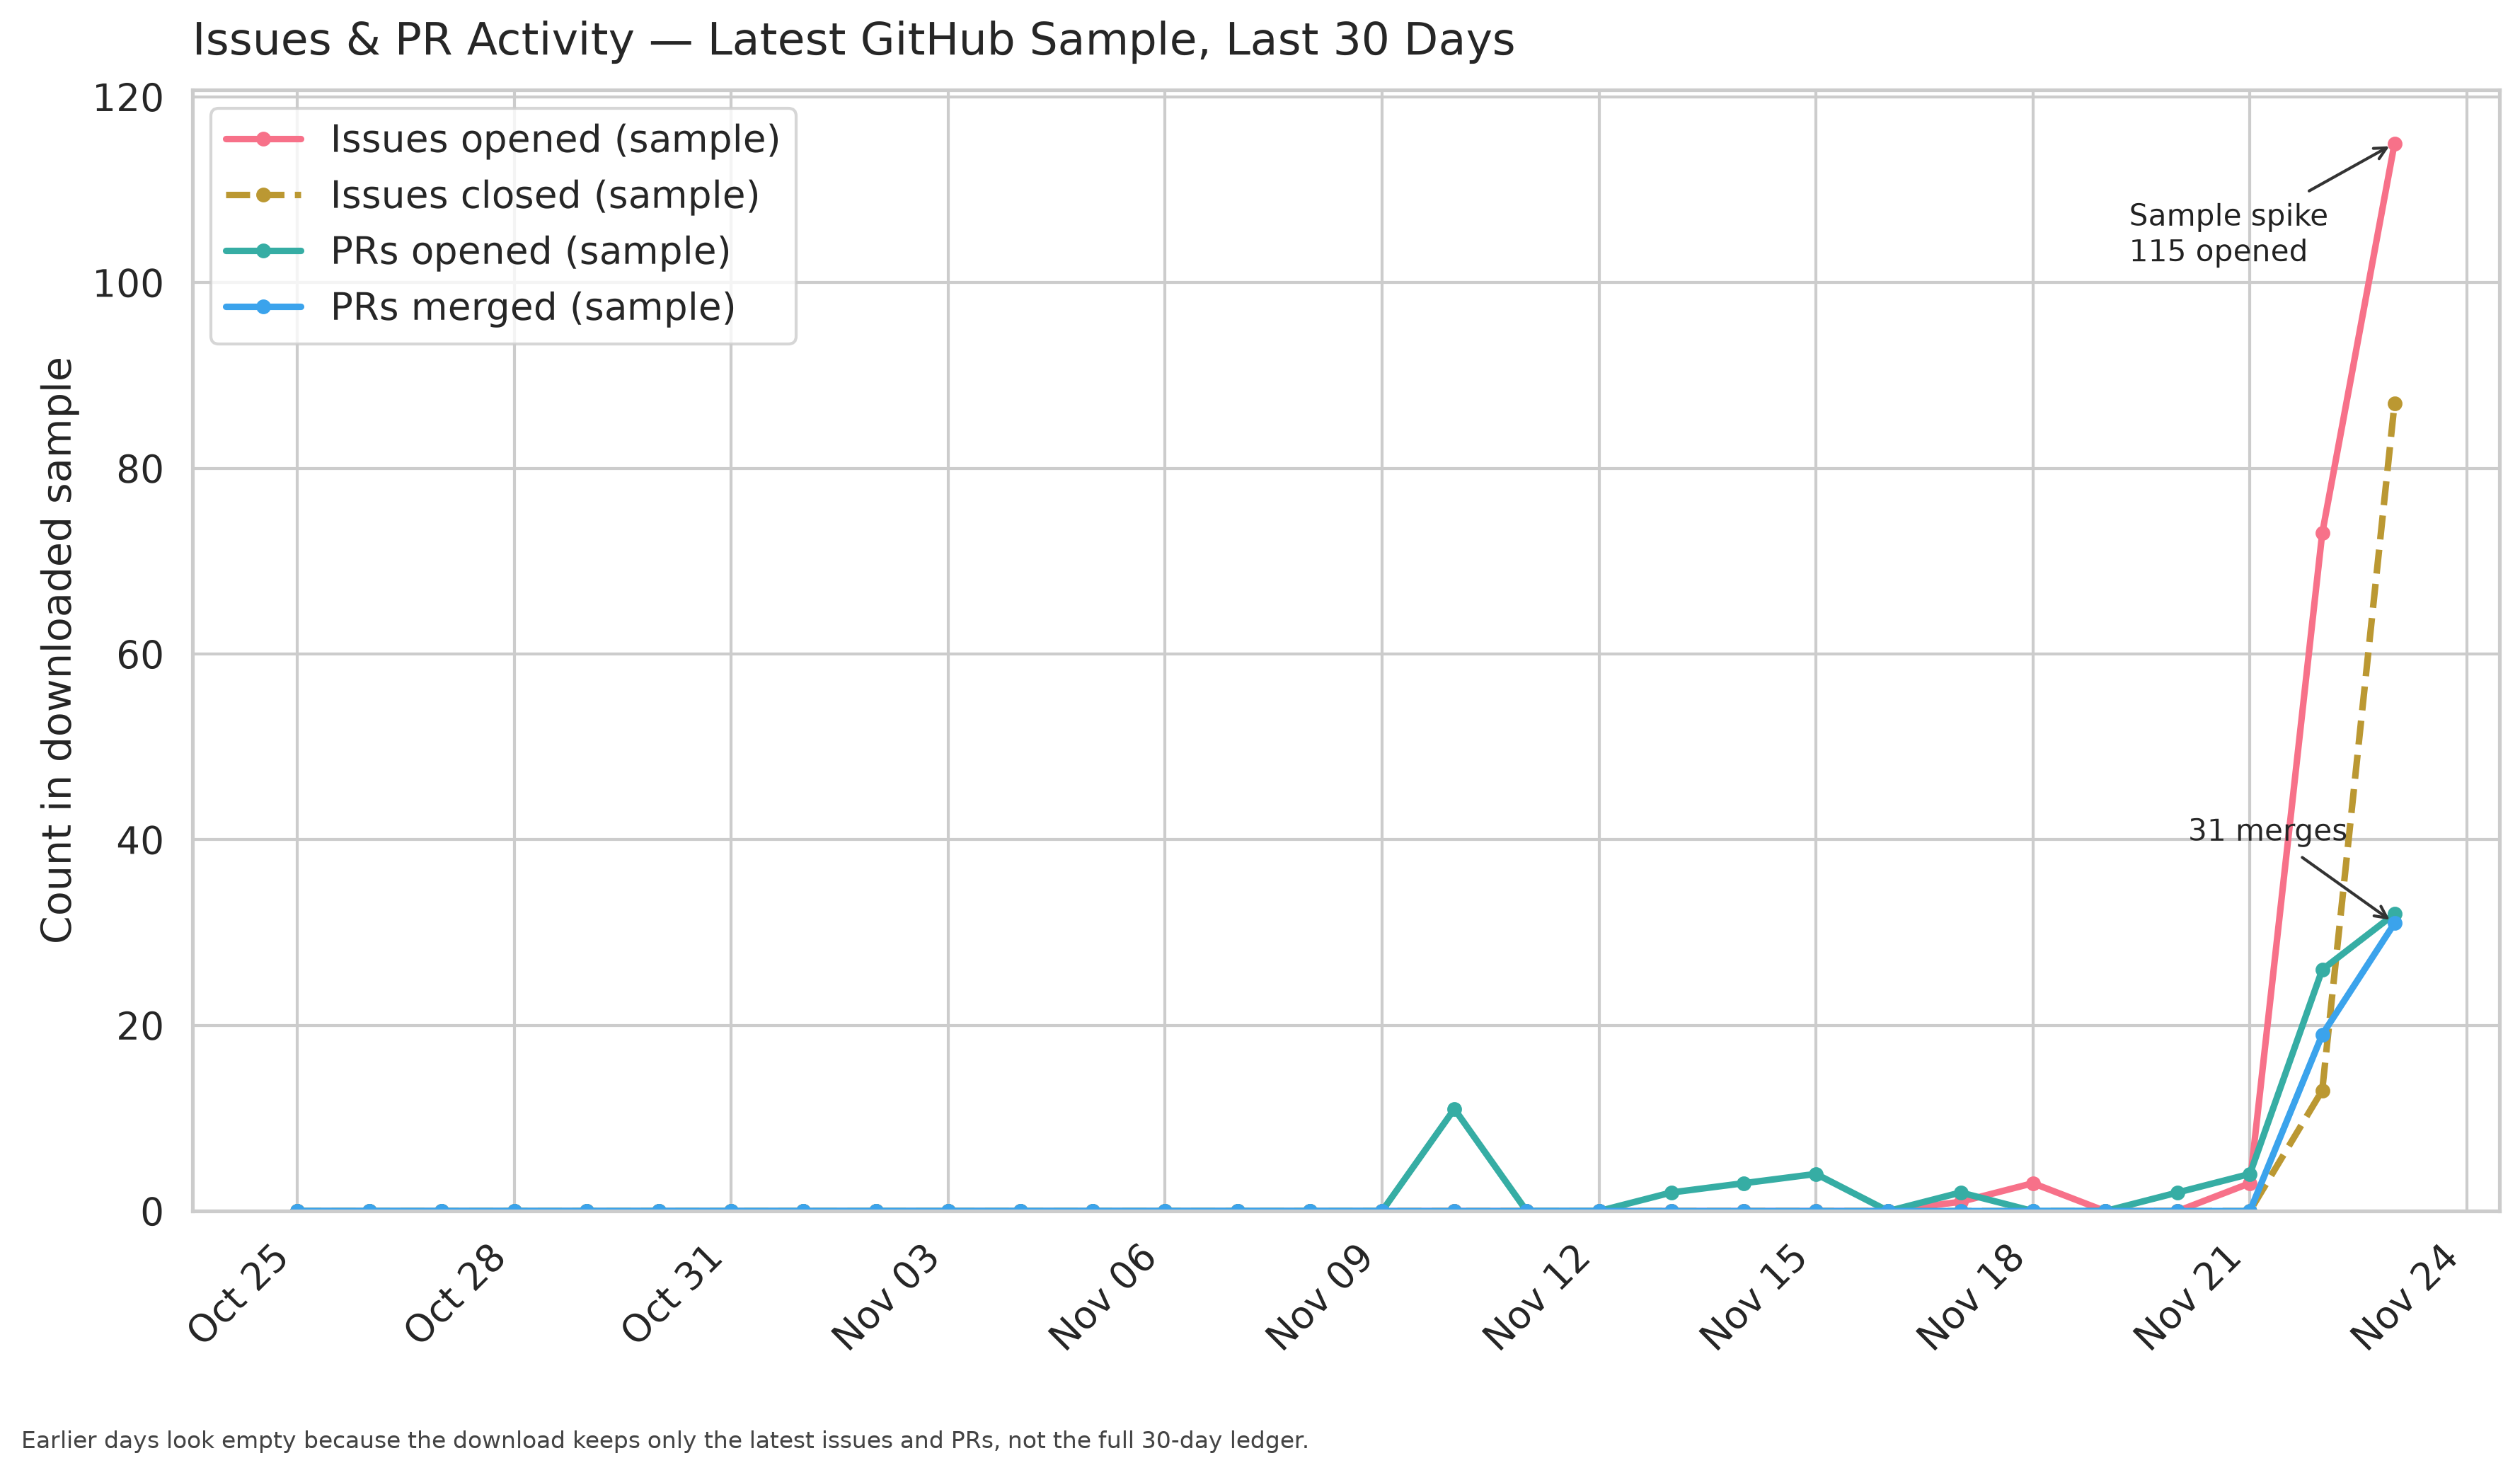 Issues & PR Activity — Latest GitHub Sample, Last 30 Days
120
100
80
60
40
20
0
Count in downloaded sample
Issues opened (sample)
Issues closed (sample)
PRs opened (sample)
PRs merged (sample)
Sample spike
115 opened
31 merges
Oct 25
Oct 28
Oct 31
Nov 03
Nov 06
Nov 09
Nov 12
Nov 15
Nov 18
Nov 21
Nov 24
Earlier days look empty because the download keeps only the latest issues and PRs, not the full 30-day ledger.